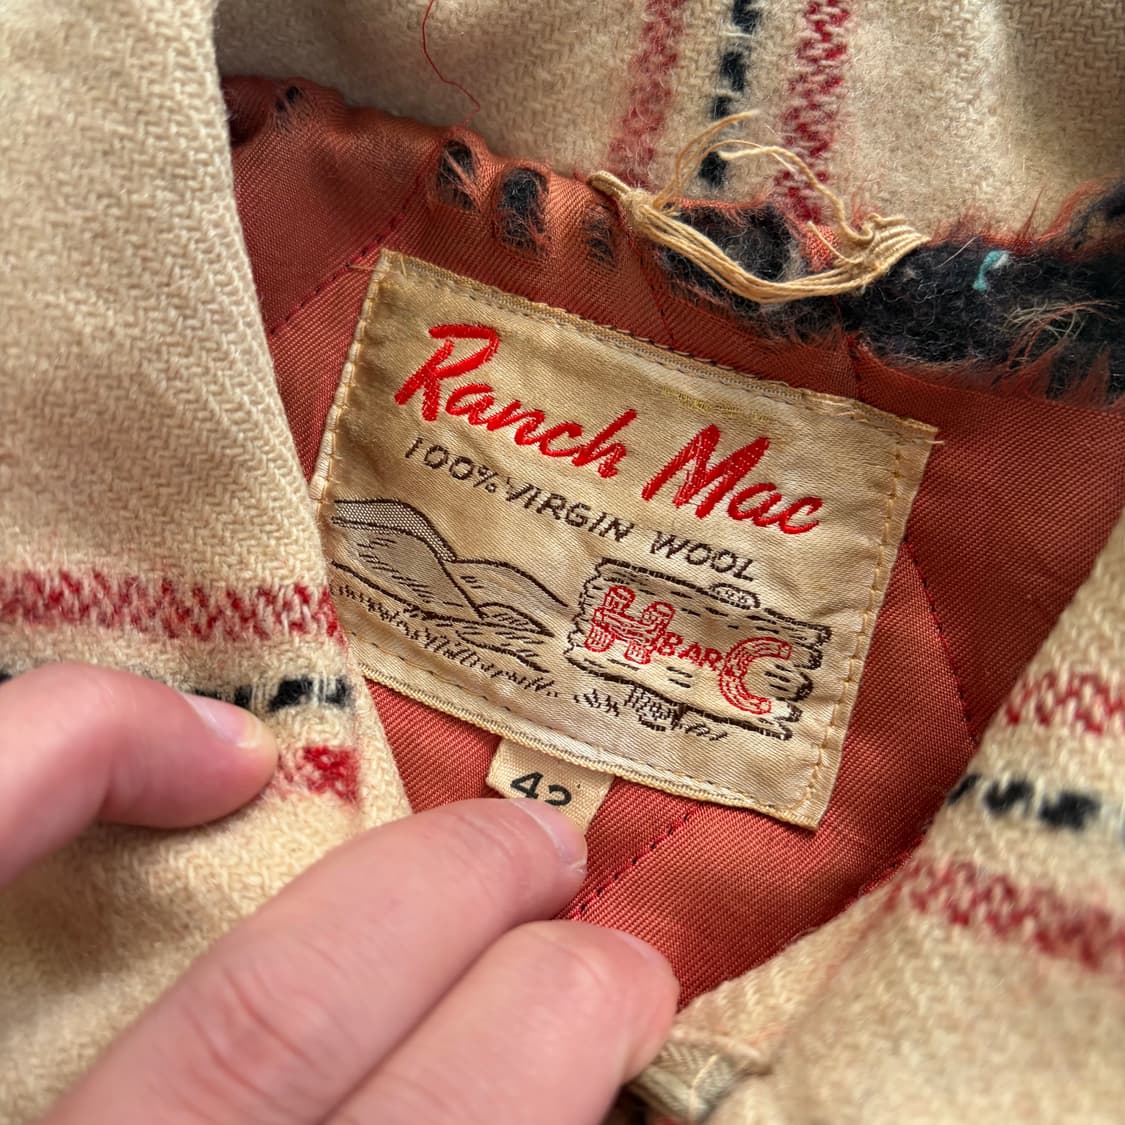 Ranch Mac
100% VIRGIN WOOL
H BAR C
42